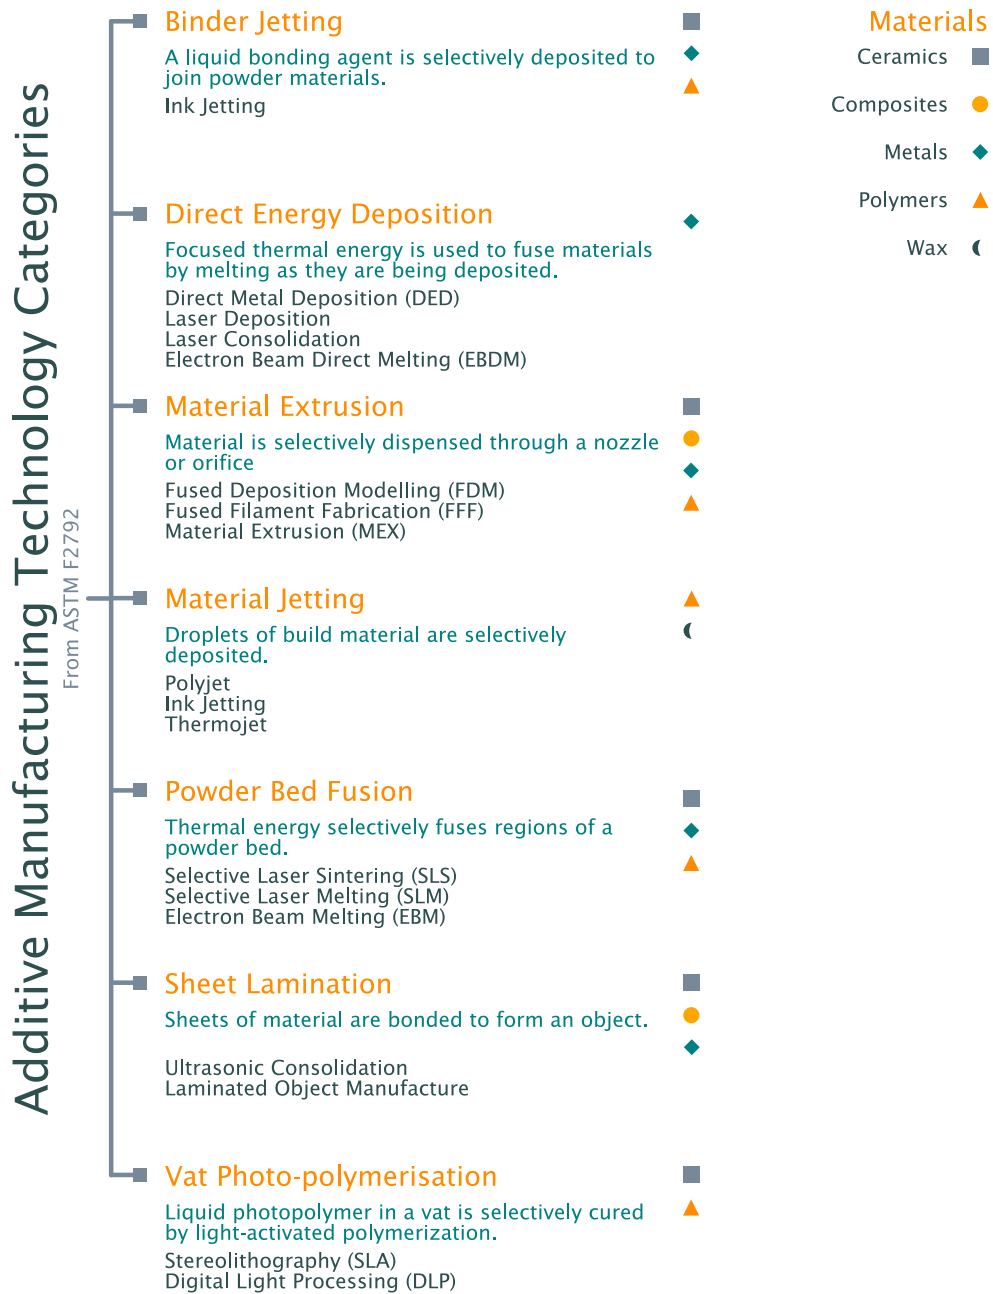 Additive Manufacturing Technology Categories
From ASTM F2792
Binder Jetting
A liquid bonding agent is selectively deposited to
join powder materials.
Ink Jetting
Direct Energy Deposition
Focused thermal energy is used to fuse materials
by melting as they are being deposited.
Direct Metal Deposition (DED)
Laser Deposition
Laser Consolidation
Electron Beam Direct Melting (EBDM)
Material Extrusion
Material is selectively dispensed through a nozzle
or orifice
Fused Deposition Modelling (FDM)
Fused Filament Fabrication (FFF)
Material Extrusion (MEX)
Material Jetting
Droplets of build material are selectively
deposited.
Polyjet
Ink Jetting
Thermojet
Powder Bed Fusion
Thermal energy selectively fuses regions of a
powder bed.
Selective Laser Sintering (SLS)
Selective Laser Melting (SLM)
Electron Beam Melting (EBM)
Sheet Lamination
Sheets of material are bonded to form an object.
Ultrasonic Consolidation
Laminated Object Manufacture
Vat Photo-polymerisation
Liquid photopolymer in a vat is selectively cured
by light-activated polymerization.
Stereolithography (SLA)
Digital Light Processing (DLP)
Materials
Ceramics
Composites
Metals
Polymers
Wax